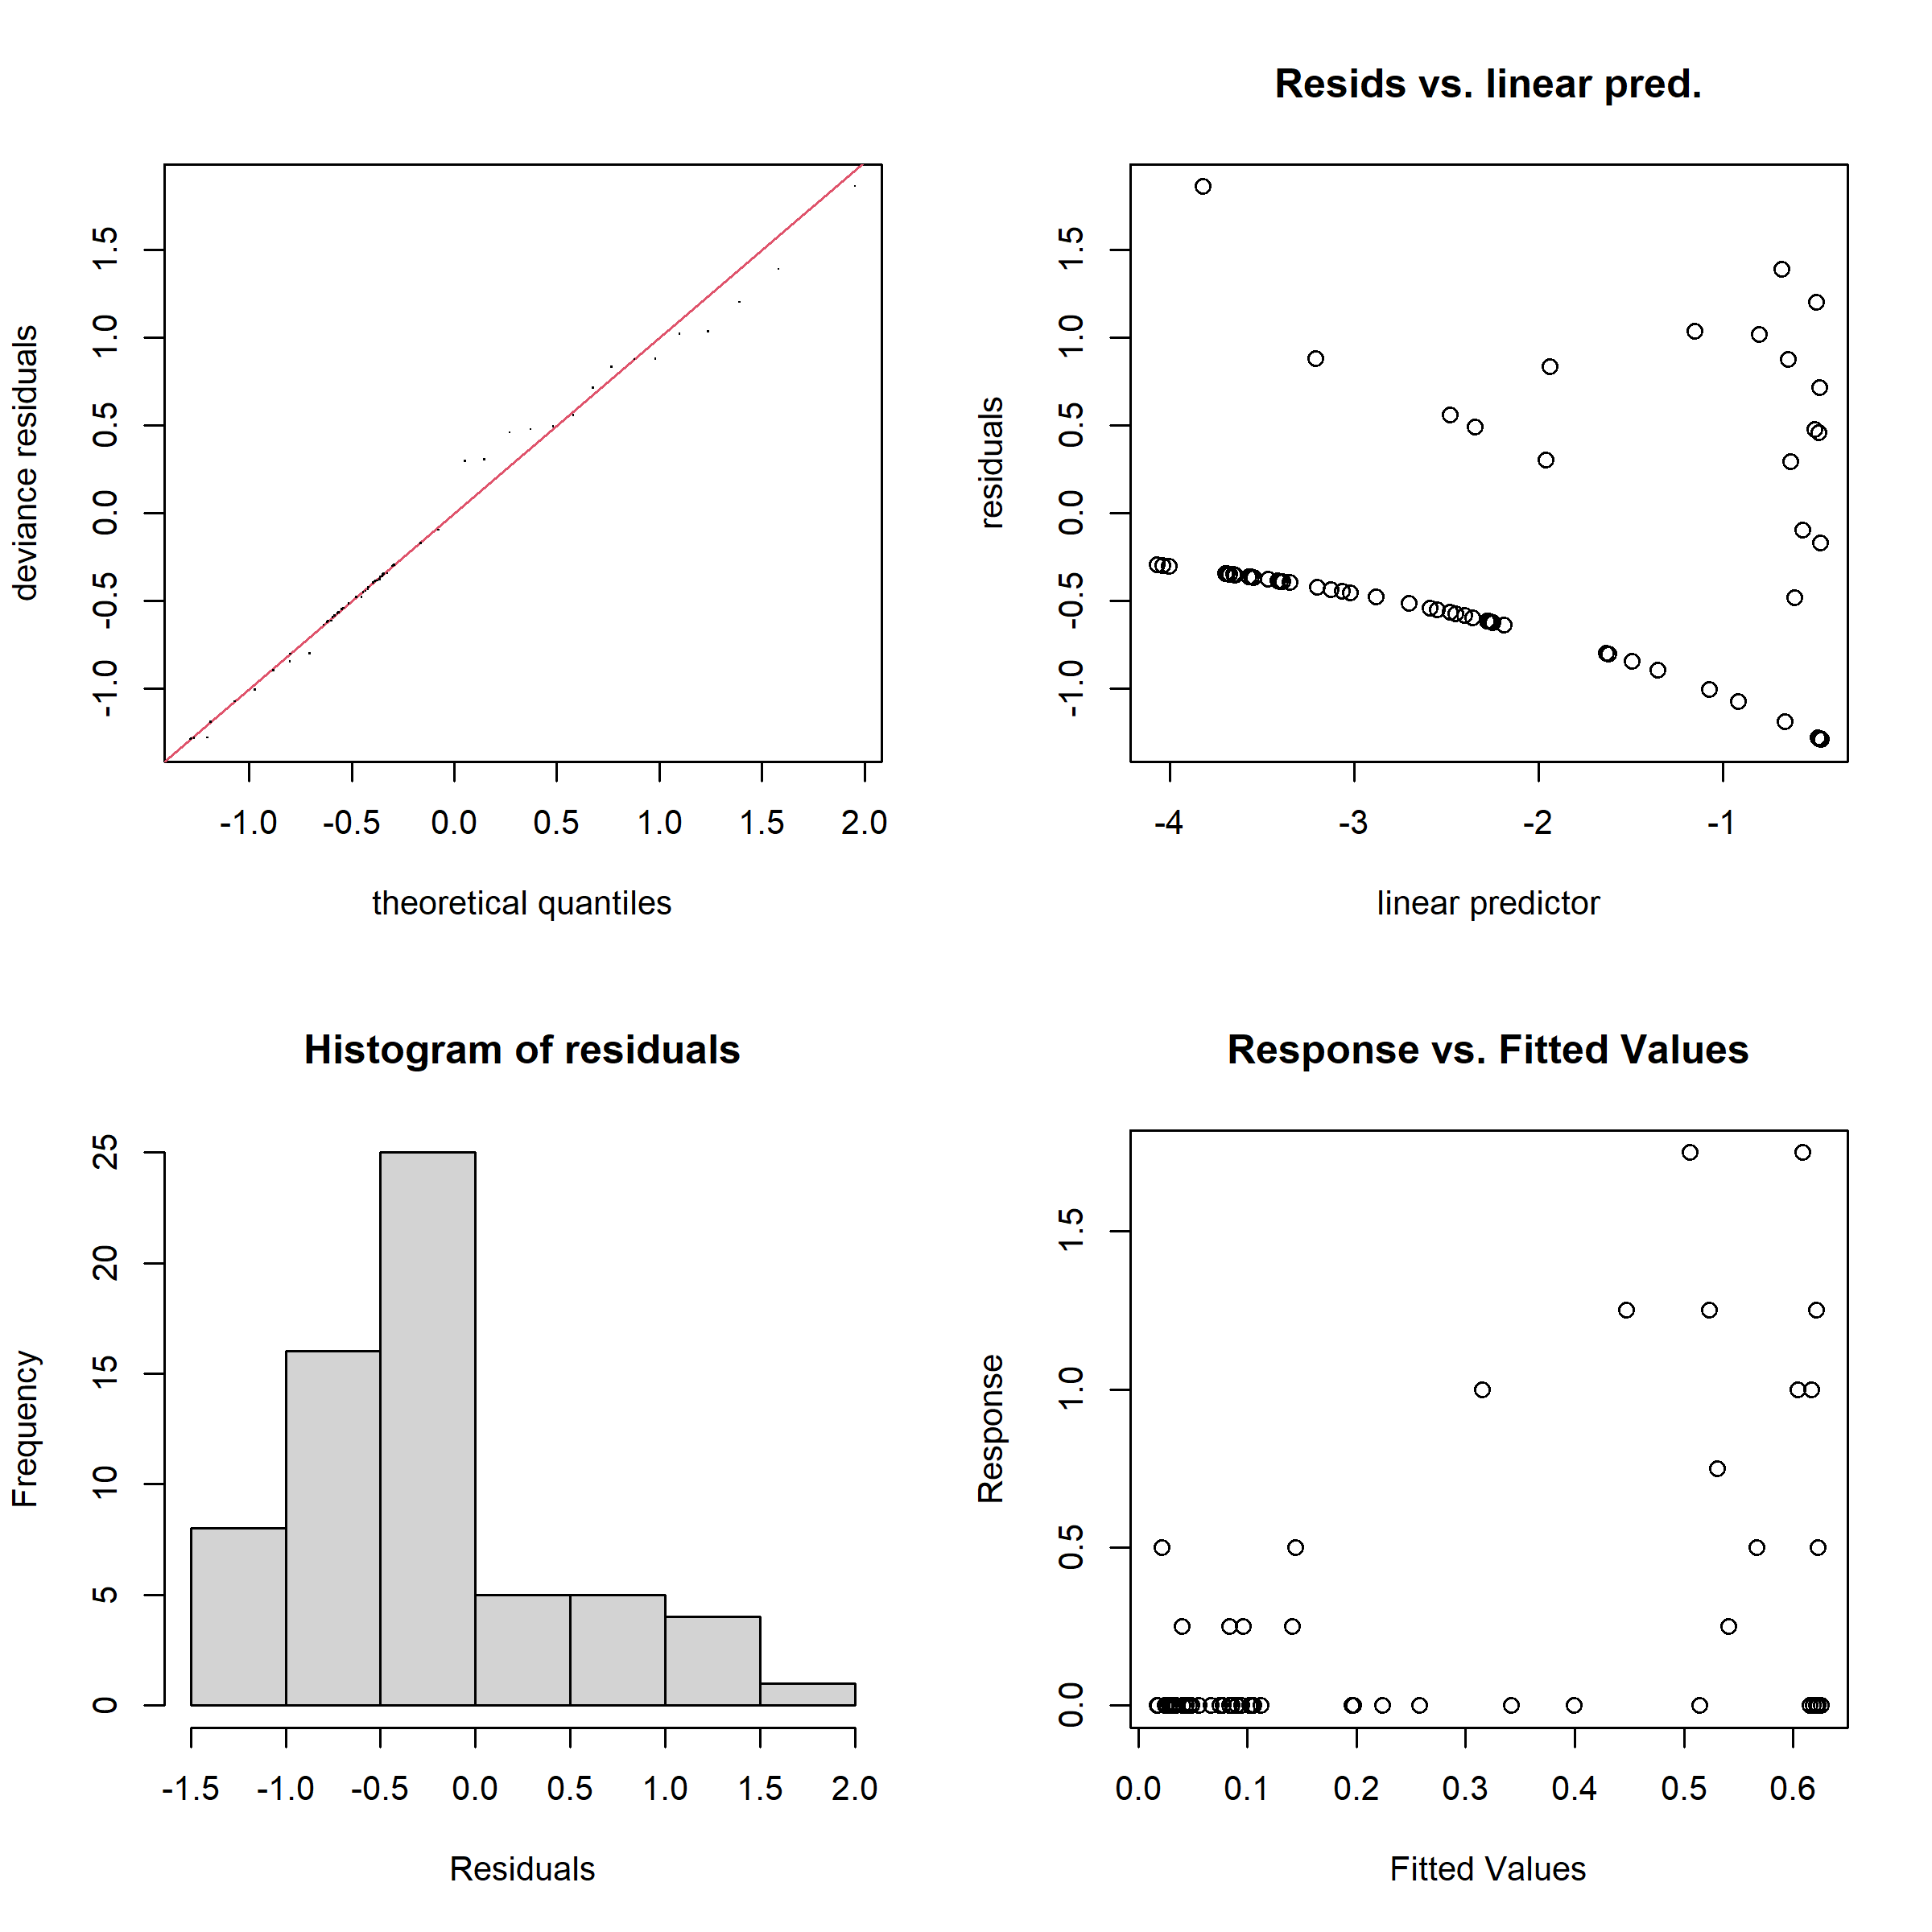 deviance residuals
1.5
1.0
0.5
0.0
-0.5
-1.0
-1.0 -0.5 0.0 0.5 1.0 1.5 2.0
theoretical quantiles
Resids vs. linear pred.
residuals
1.5
1.0
0.5
0.0
-0.5
-1.0
-4 -3 -2 -1
linear predictor
Histogram of residuals
Frequency
25
20
15
10
5
0
-1.5 -1.0 -0.5 0.0 0.5 1.0 1.5 2.0
Residuals
Response vs. Fitted Values
Response
1.5
1.0
0.5
0.0
0.0 0.1 0.2 0.3 0.4 0.5 0.6
Fitted Values